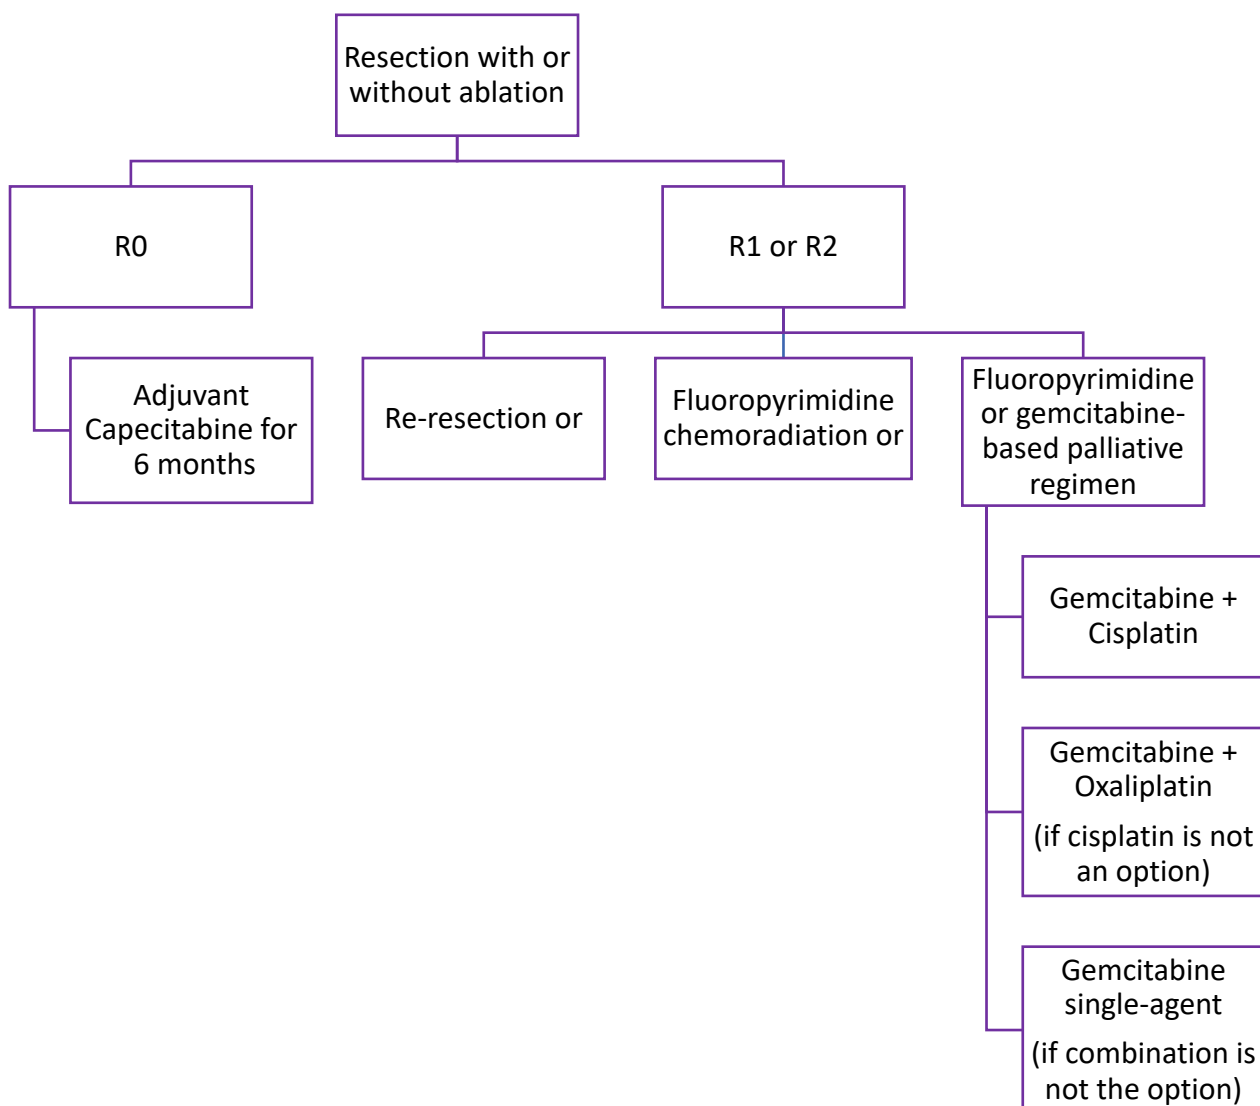 Resection with or
without ablation
R0
R1 or R2
Adjuvant
Capecitabine for
6 months
Re-resection or
Fluoropyrimidine
chemoradiation or
Fluoropyrimidine
or gemcitabine-
based palliative
regimen
Gemcitabine +
Cisplatin
Gemcitabine +
Oxaliplatin
(if cisplatin is not
an option)
Gemcitabine
single-agent
(if combination is
not the option)